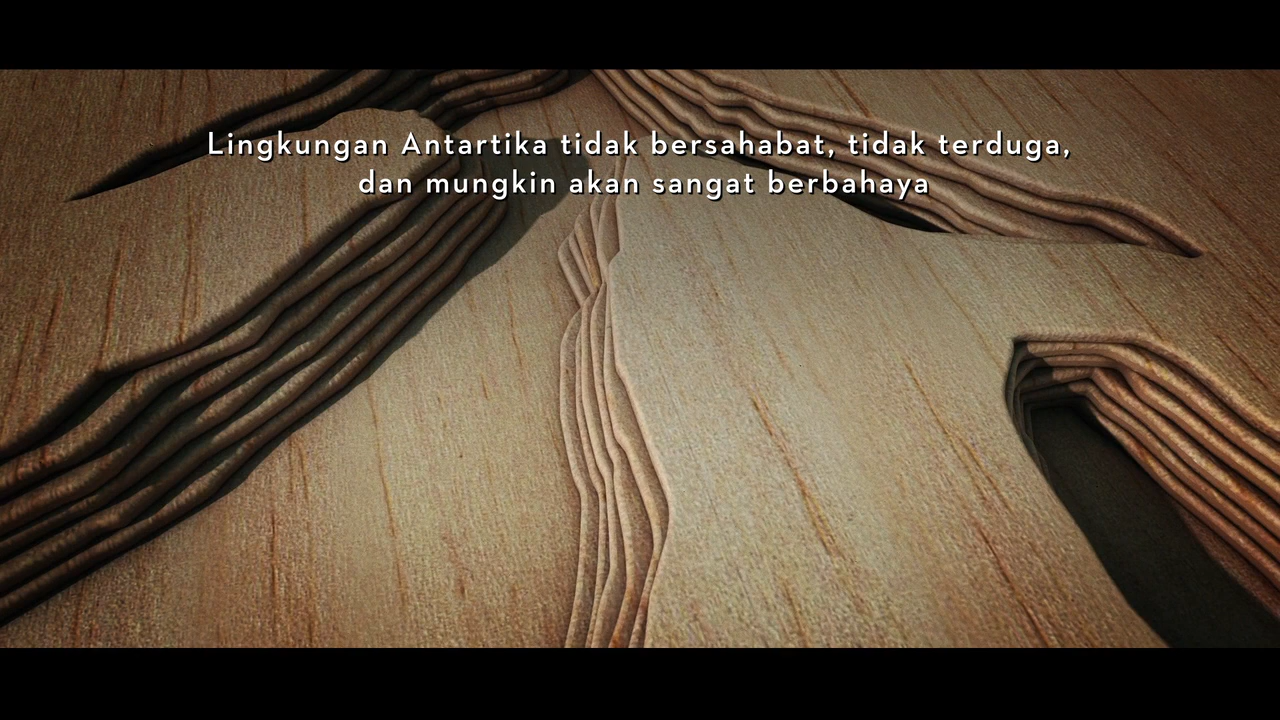 Lingkungan Antartika tidak bersahabat, tidak terduga,
dan mungkin akan sangat berbahaya